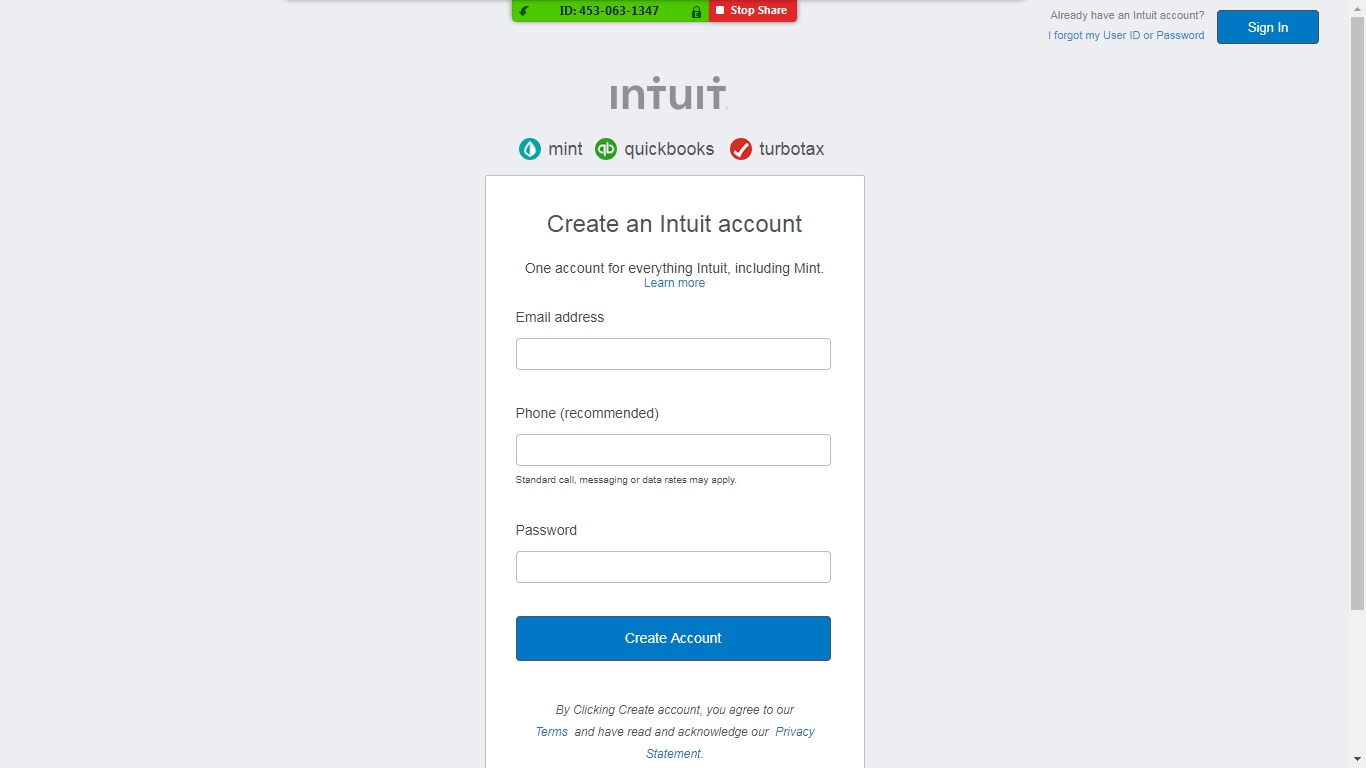 ID: 453-063-1347
Stop Share
Already have an Intuit account?
I forgot my User ID or Password
Sign In
ıntuıt
mint
qb quickbooks
turbotax
Create an Intuit account
One account for everything Intuit, including Mint.
Learn more
Email address
Phone (recommended)
Standard call, messaging or data rates may apply.
Password
Create Account
By Clicking Create account, you agree to our
Terms and have read and acknowledge our Privacy
Statement.